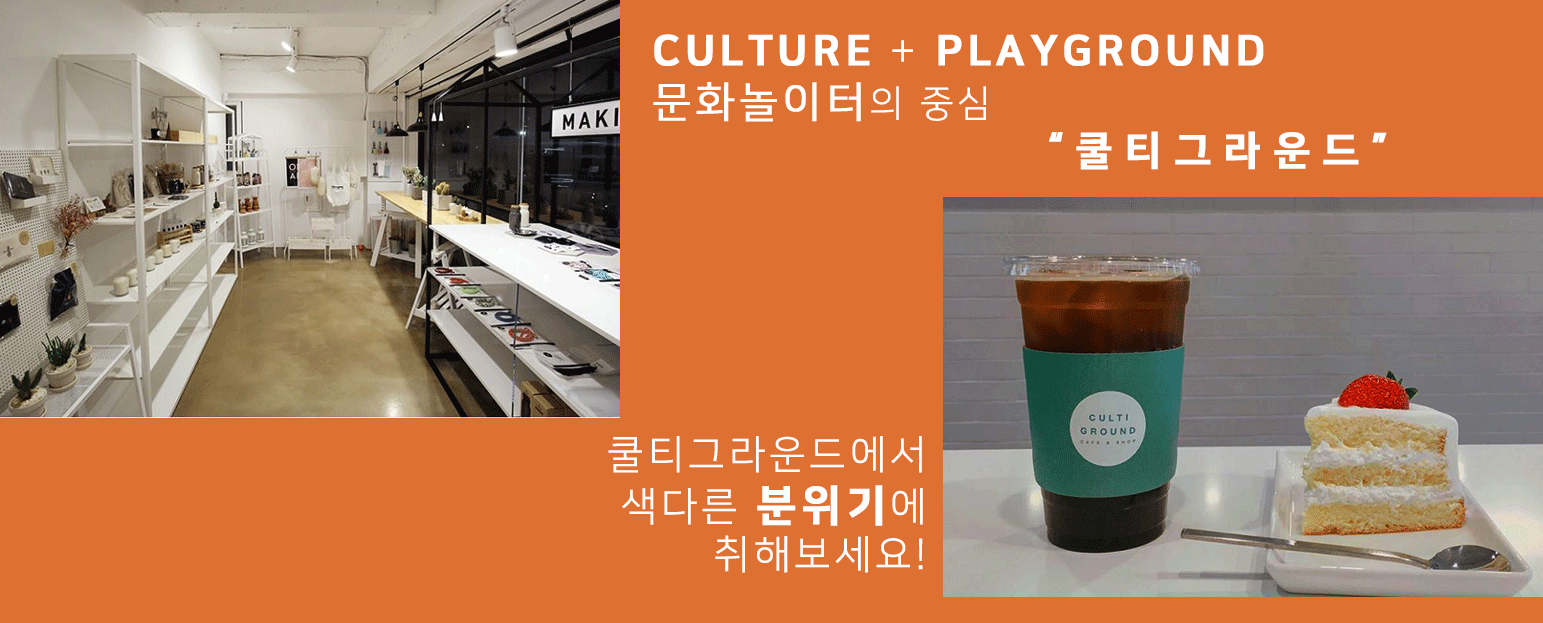 CULTURE + PLAYGROUND
문화놀이터의 중심
“쿨티그라운드”
MAKI
쿨티그라운드에서
색다른 분위기에
취해보세요!
CULTI
GROUND
CAFE & SHOP